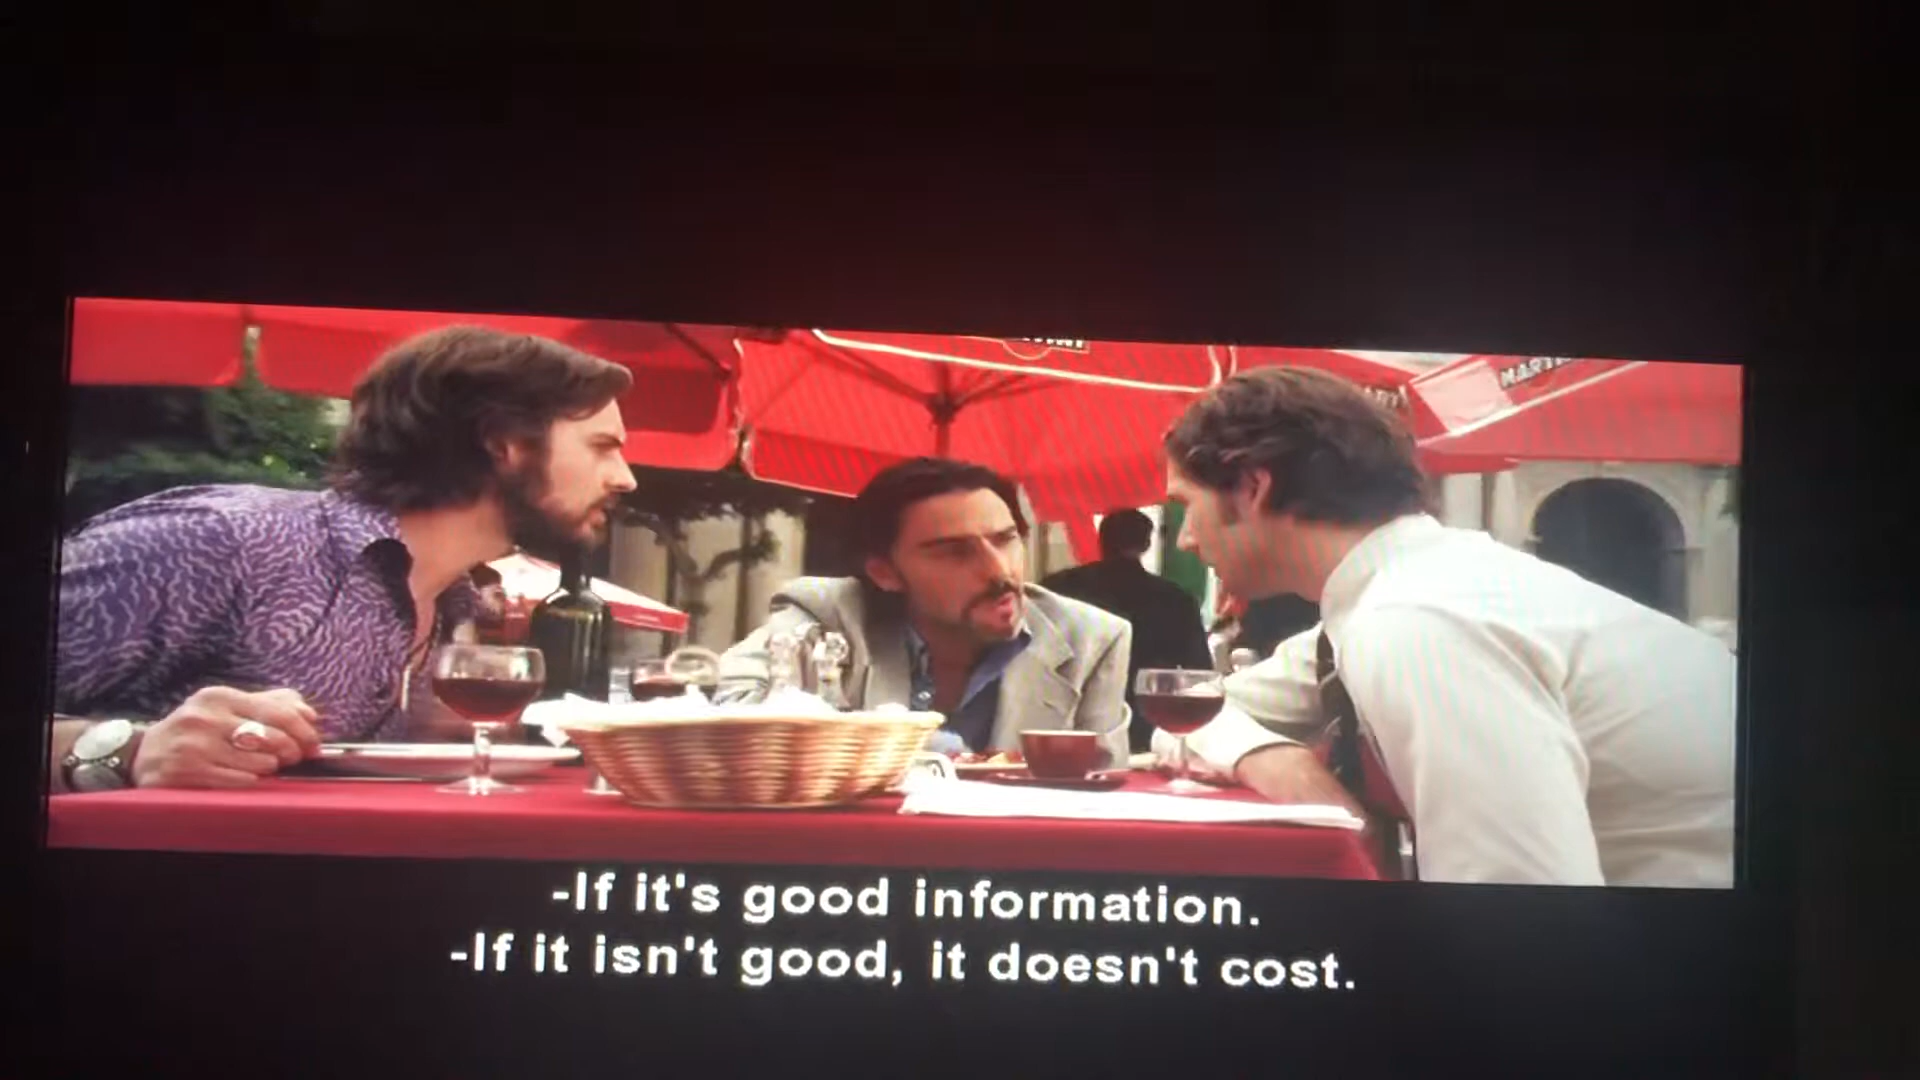 -If it's good information.
-If it isn't good, it doesn't cost.